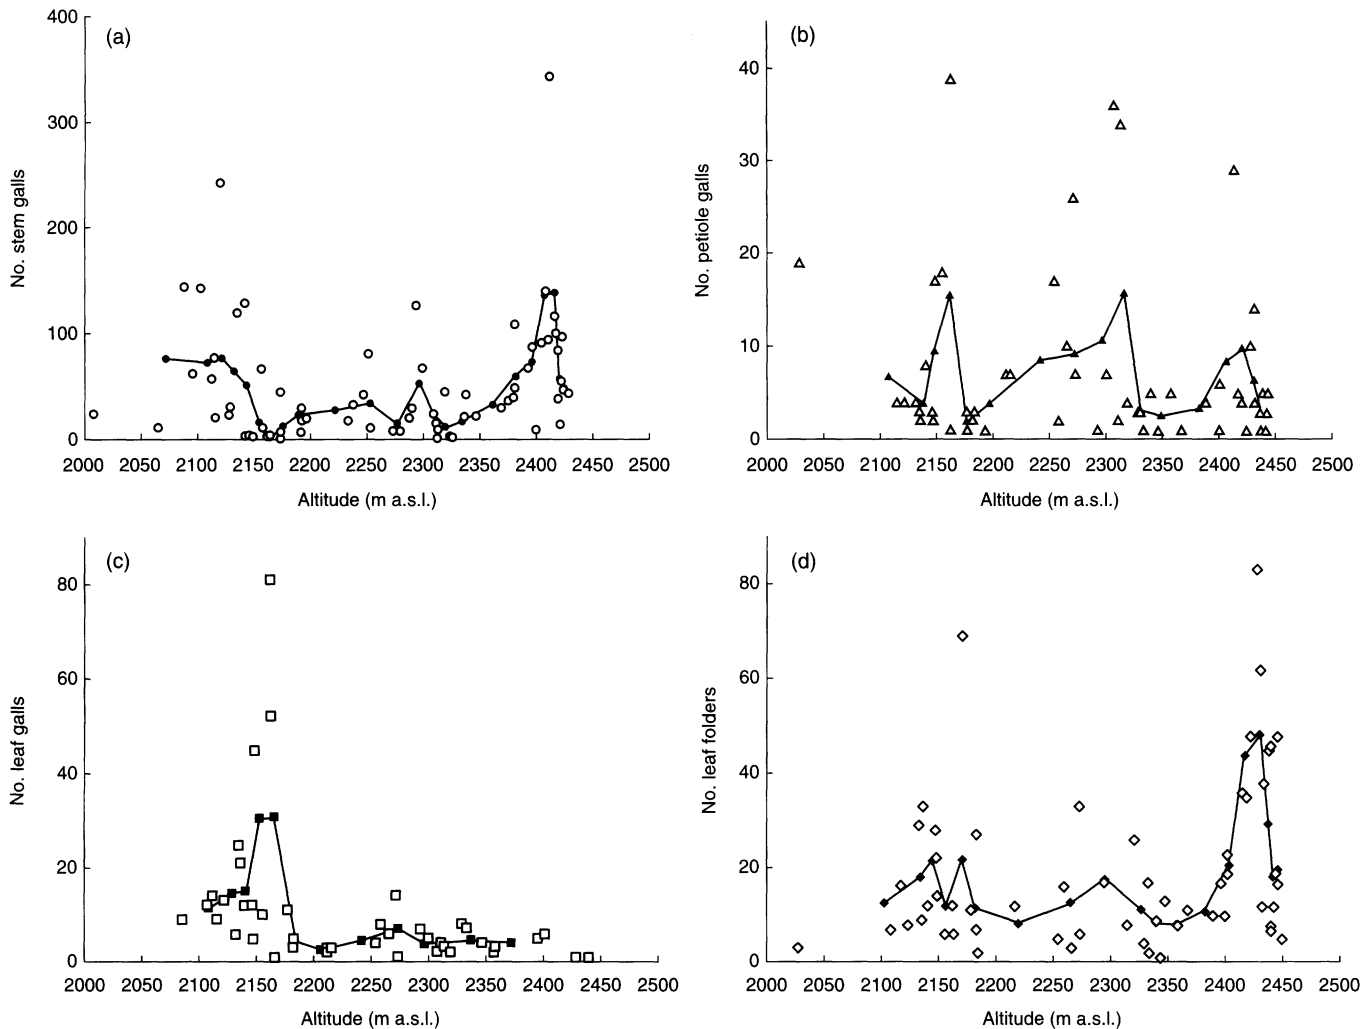 (a)
400
300
200
100
0
No. stem galls
2000 2050 2100 2150 2200 2250 2300 2350 2400 2450 2500
Altitude (m a.s.l.)
(b)
40
30
20
10
0
No. petiole galls
2000 2050 2100 2150 2200 2250 2300 2350 2400 2450 2500
Altitude (m a.s.l.)
(c)
80
60
40
20
0
No. leaf galls
2000 2050 2100 2150 2200 2250 2300 2350 2400 2450 2500
Altitude (m a.s.l.)
(d)
80
60
40
20
0
No. leaf folders
2000 2050 2100 2150 2200 2250 2300 2350 2400 2450 2500
Altitude (m a.s.l.)